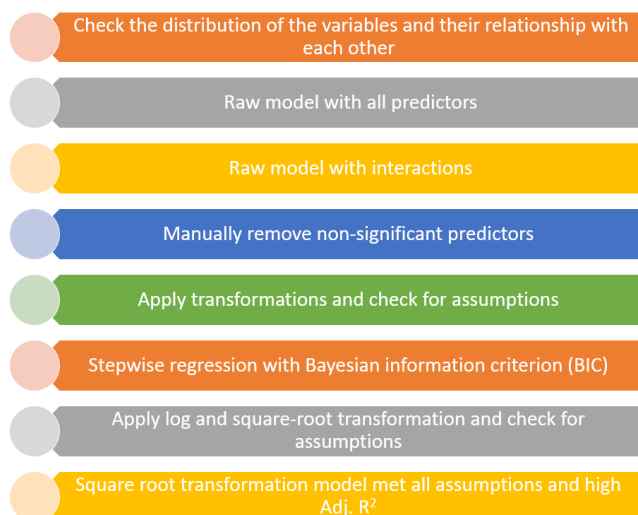 Check the distribution of the variables and their relationship with
each other
Raw model with all predictors
Raw model with interactions
Manually remove non-significant predictors
Apply transformations and check for assumptions
Stepwise regression with Bayesian information criterion (BIC)
Apply log and square-root transformation and check for
assumptions
Square root transformation model met all assumptions and high
Adj. R²